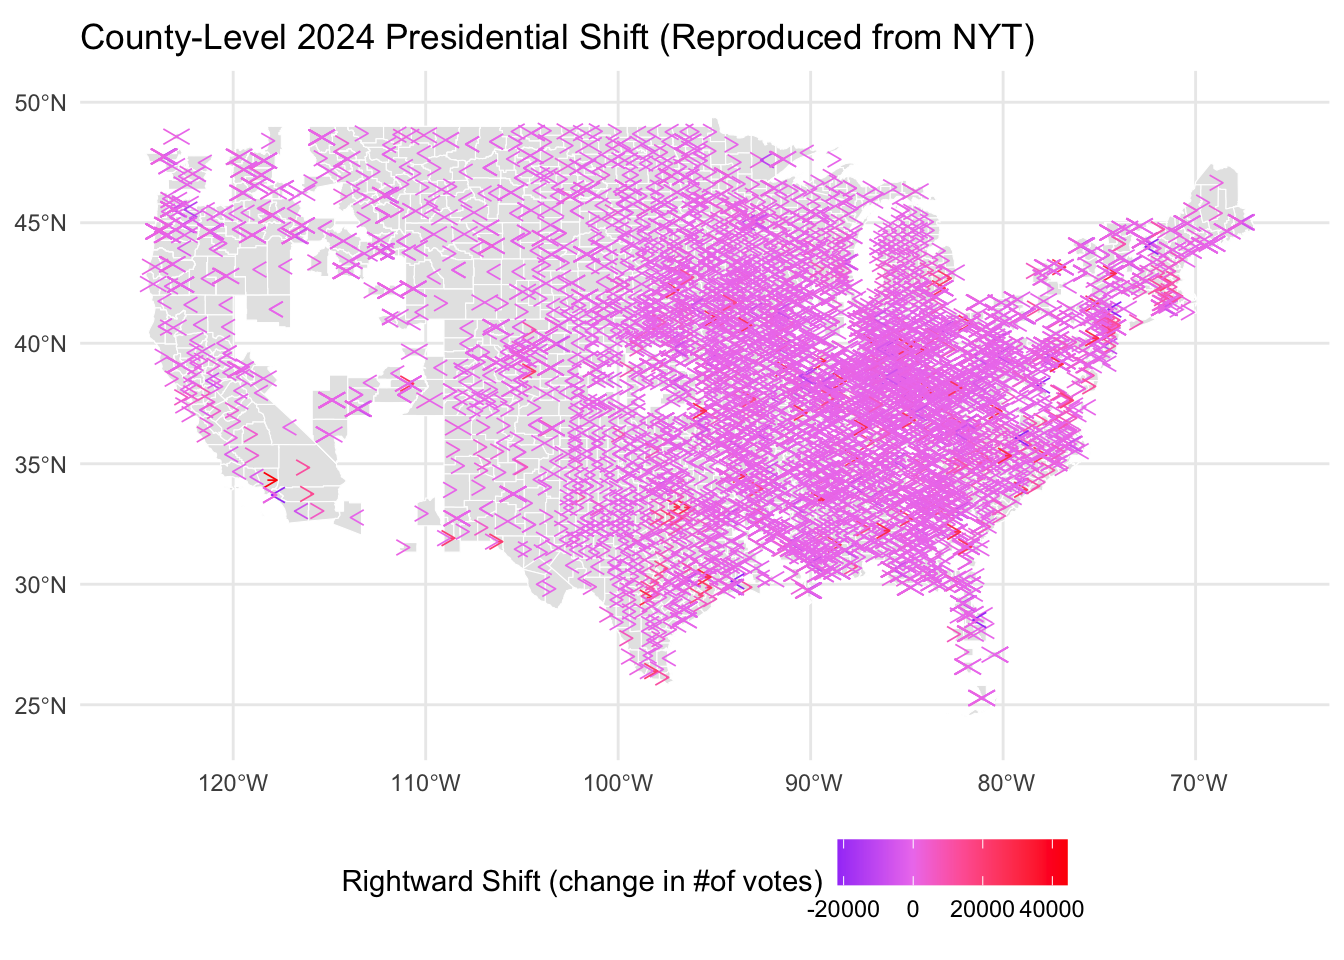 County-Level 2024 Presidential Shift (Reproduced from NYT)
50°N
45°N
40°N
35°N
30°N
25°N
120°W 110°W 100°W 90°W 80°W 70°W
Rightward Shift (change in #of votes)
-20000 0 20000 40000